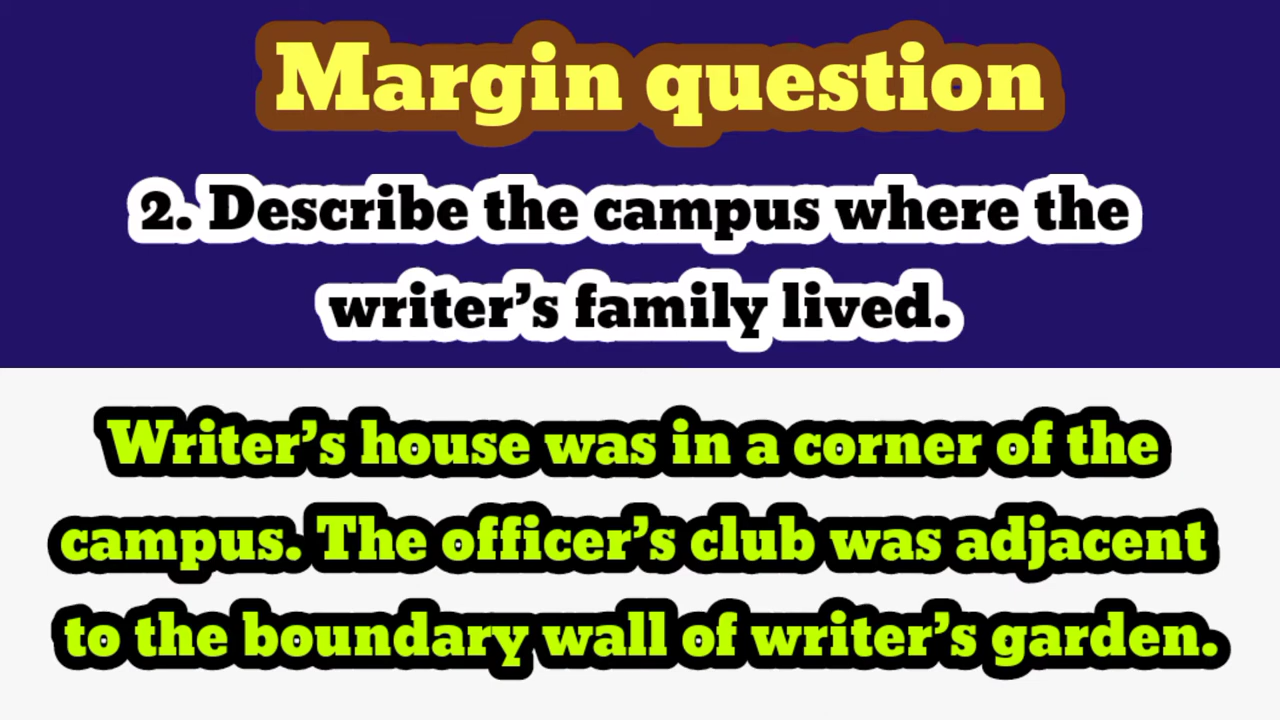 Margin question
2. Describe the campus where the
writer’s family lived.
Writer’s house was in a corner of the
campus. The officer’s club was adjacent
to the boundary wall of writer’s garden.